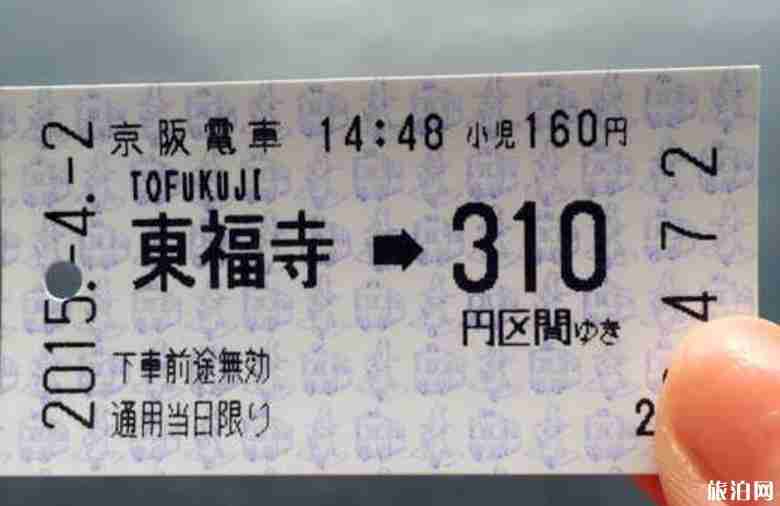 2015.-4.-2
京阪電車 14:48 小児160円
TOFUKUJI
東福寺 ➡ 310
円区間ゆき
下車前途無効
通用当日限り
472
2
旅泊网